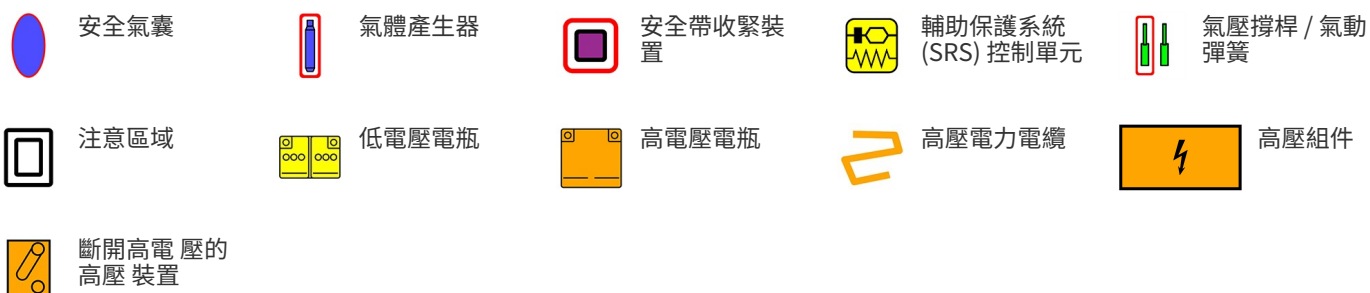 安全氣囊
氣體產生器
安全帶收緊裝
置
輔助保護系統
(SRS) 控制單元
氣壓撐桿 / 氣動
彈簧
注意區域
低電壓電瓶
高電壓電瓶
高壓電力電纜
高壓組件
斷開高電 壓的
高壓 裝置